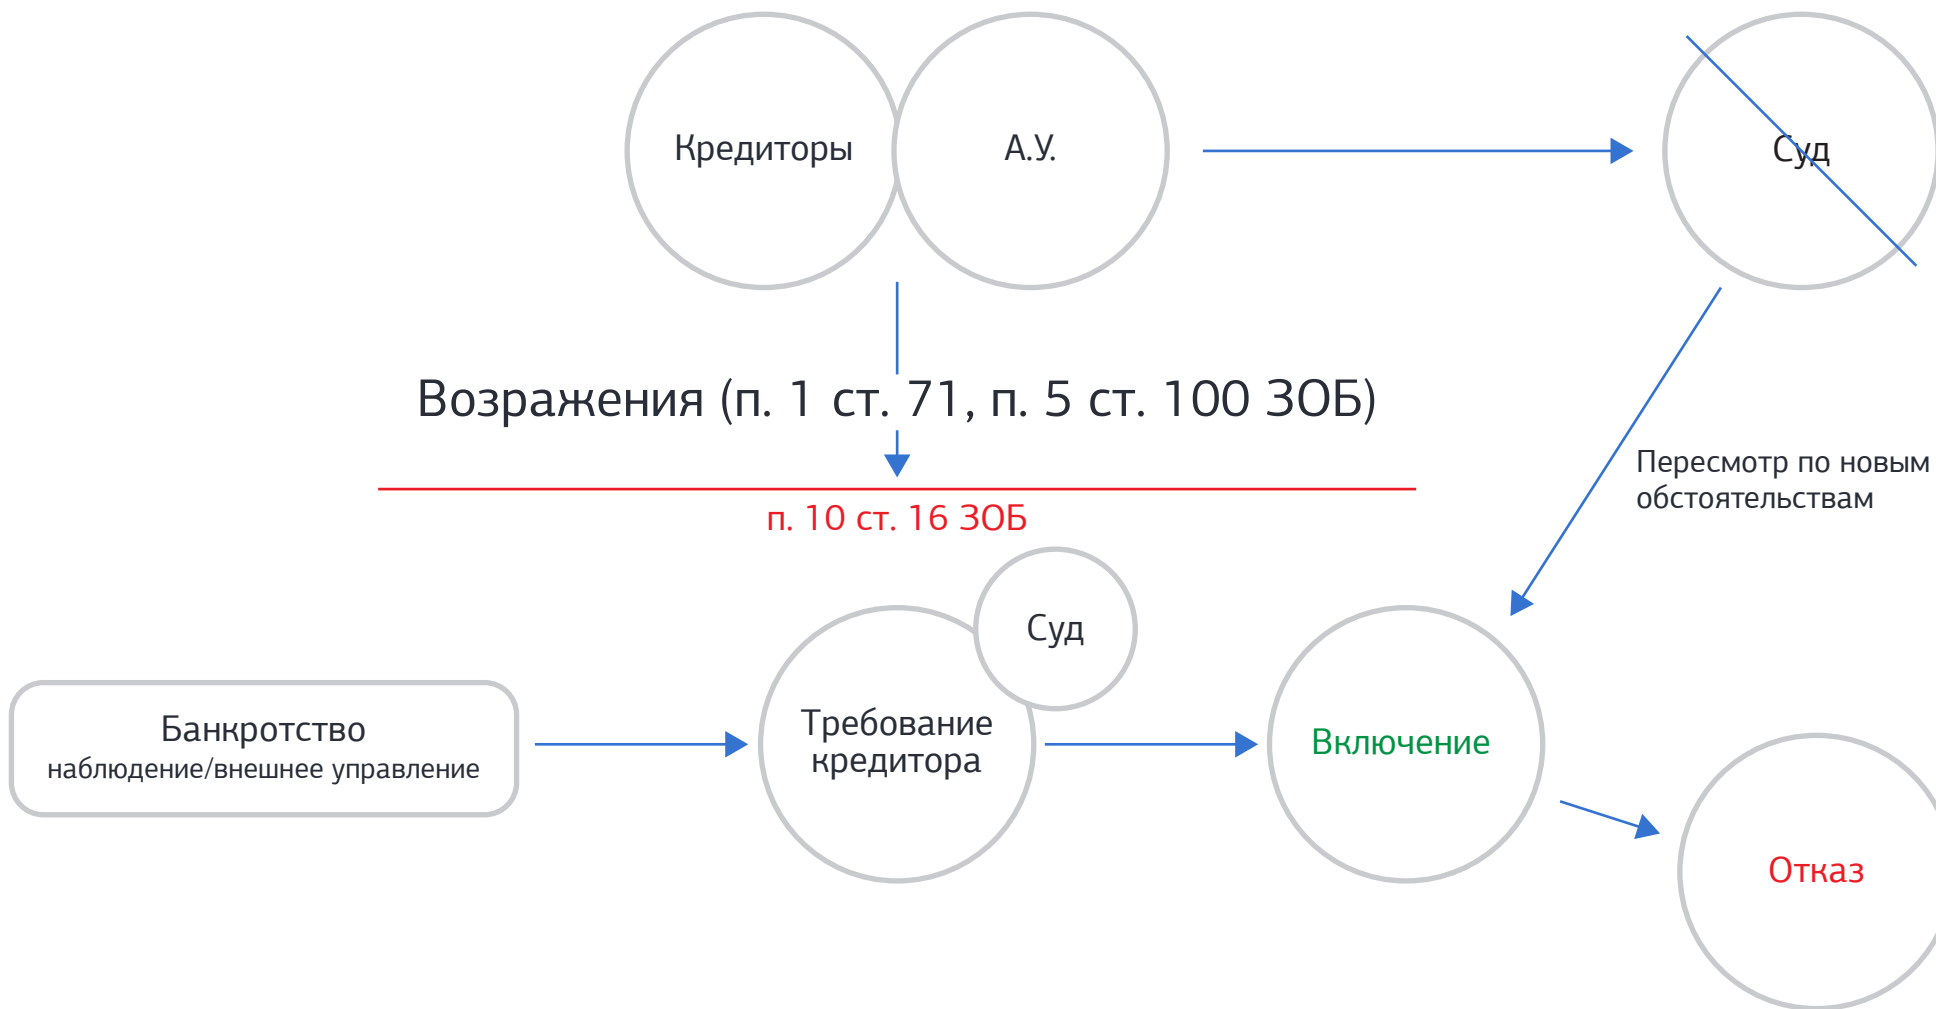 Кредиторы
А.У.
Суд
Возражения (п. 1 ст. 71, п. 5 ст. 100 ЗОБ)
Пересмотр по новым
обстоятельствам
п. 10 ст. 16 ЗОБ
Суд
Банкротство
наблюдение/внешнее управление
Требование
кредитора
Включение
Отказ